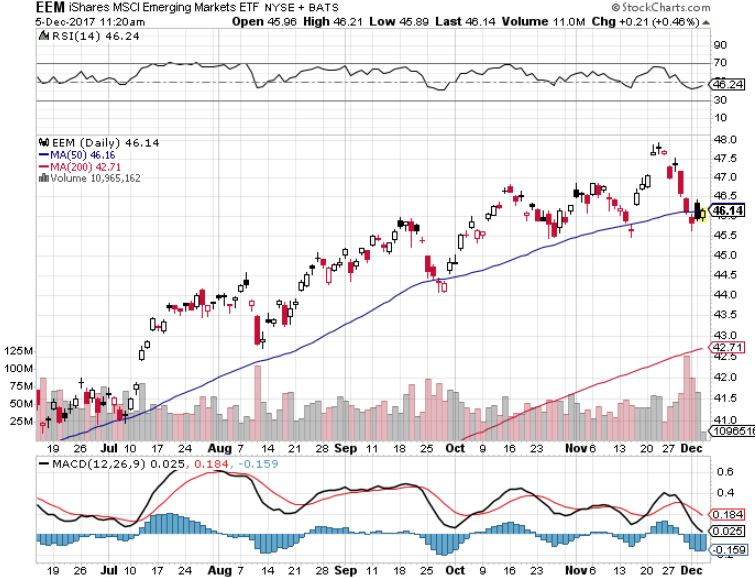 EEM iShares MSCI Emerging Markets ETF NYSE + BATS © StockCharts.com
5-Dec-2017 11:20am Open 45.96 High 46.21 Low 45.89 Last 46.14 Volume 11.0M Chg +0.21 (+0.46%)
RSI(14) 46.24
90
70
50
46.24
30
10
EEM (Daily) 46.14
MA(50) 46.16
MA(200) 42.71
Volume 10,965,162
48.0
47.5
47.0
46.5
46.14
45.5
45.0
44.5
44.0
43.5
43.0
42.71
42.5
42.0
41.5
41.0
1096516
125M
100M
75M
50M
25M
19 26 Jul 10 17 24 Aug 7 14 21 28 Sep 11 18 25 Oct 9 16 23 Nov 6 13 20 27 Dec
MACD(12,26,9) 0.025, 0.184, -0.159
0.6
0.4
0.184
0.025
-0.159
19 26 Jul 10 17 24 Aug 7 14 21 28 Sep 11 18 25 Oct 9 16 23 Nov 6 13 20 27 Dec